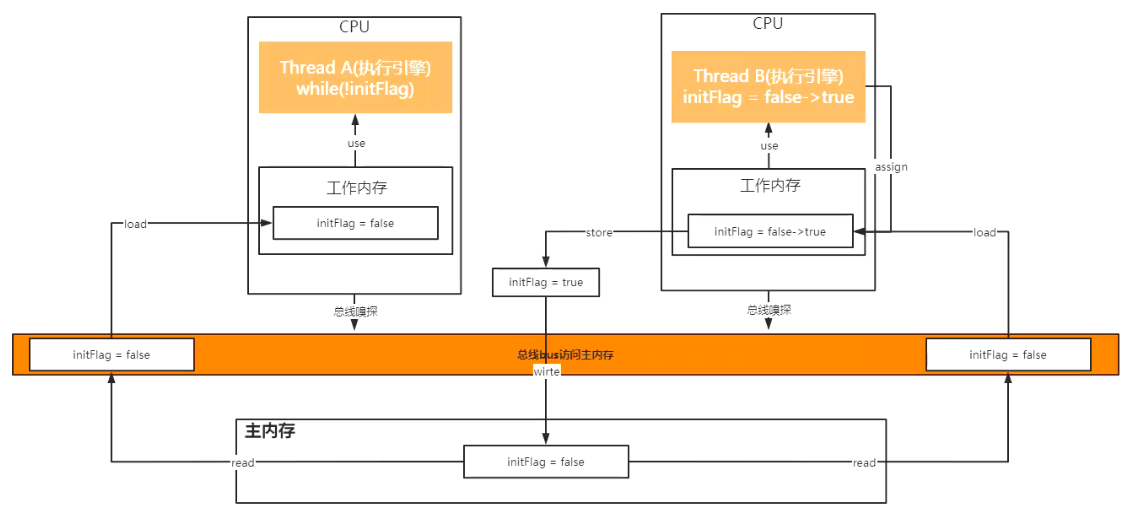 CPU
Thread A(执行引擎)
while(!initFlag)
use
工作内存
initFlag = false
load
总线嗅探
CPU
Thread B(执行引擎)
initFlag = false->true
use
assign
工作内存
initFlag = false->true
store
load
initFlag = true
总线嗅探
initFlag = false
总线bus访问主内存
initFlag = false
wirte
主内存
read
initFlag = false
read